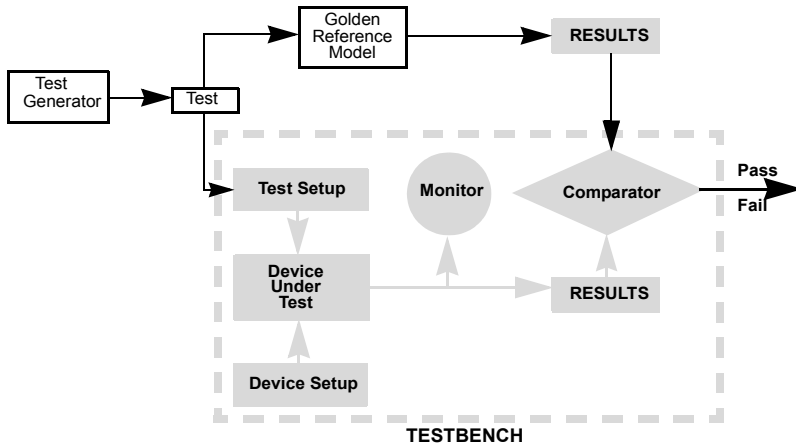 Golden
Reference
Model
RESULTS
Test
Generator
Test
Test Setup
Monitor
Comparator
Pass
Fail
Device
Under
Test
RESULTS
Device Setup
TESTBENCH